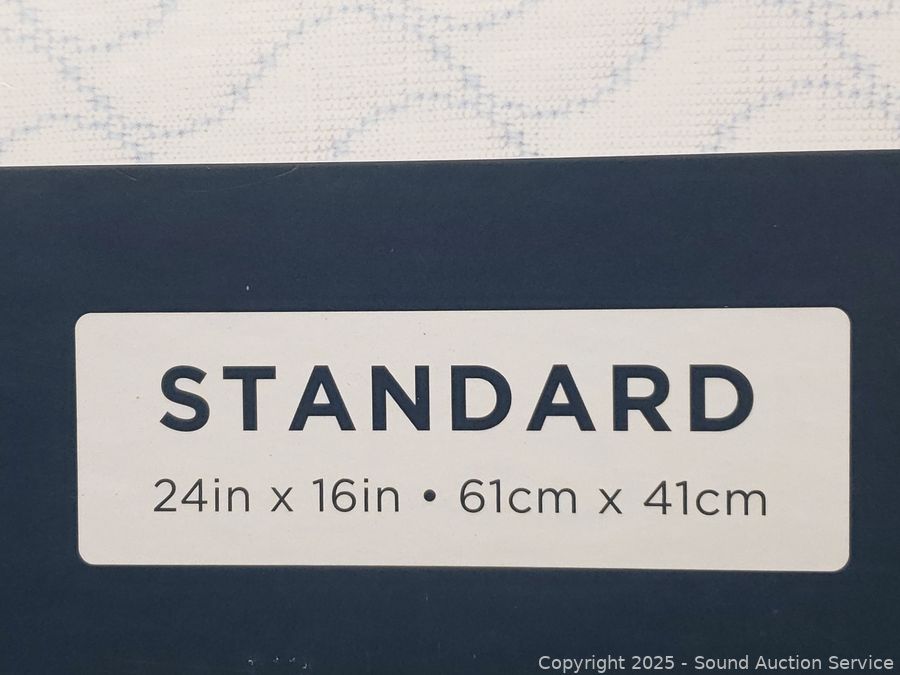 STANDARD
24in x 16in • 61cm x 41cm
Copyright 2025 - Sound Auction Service